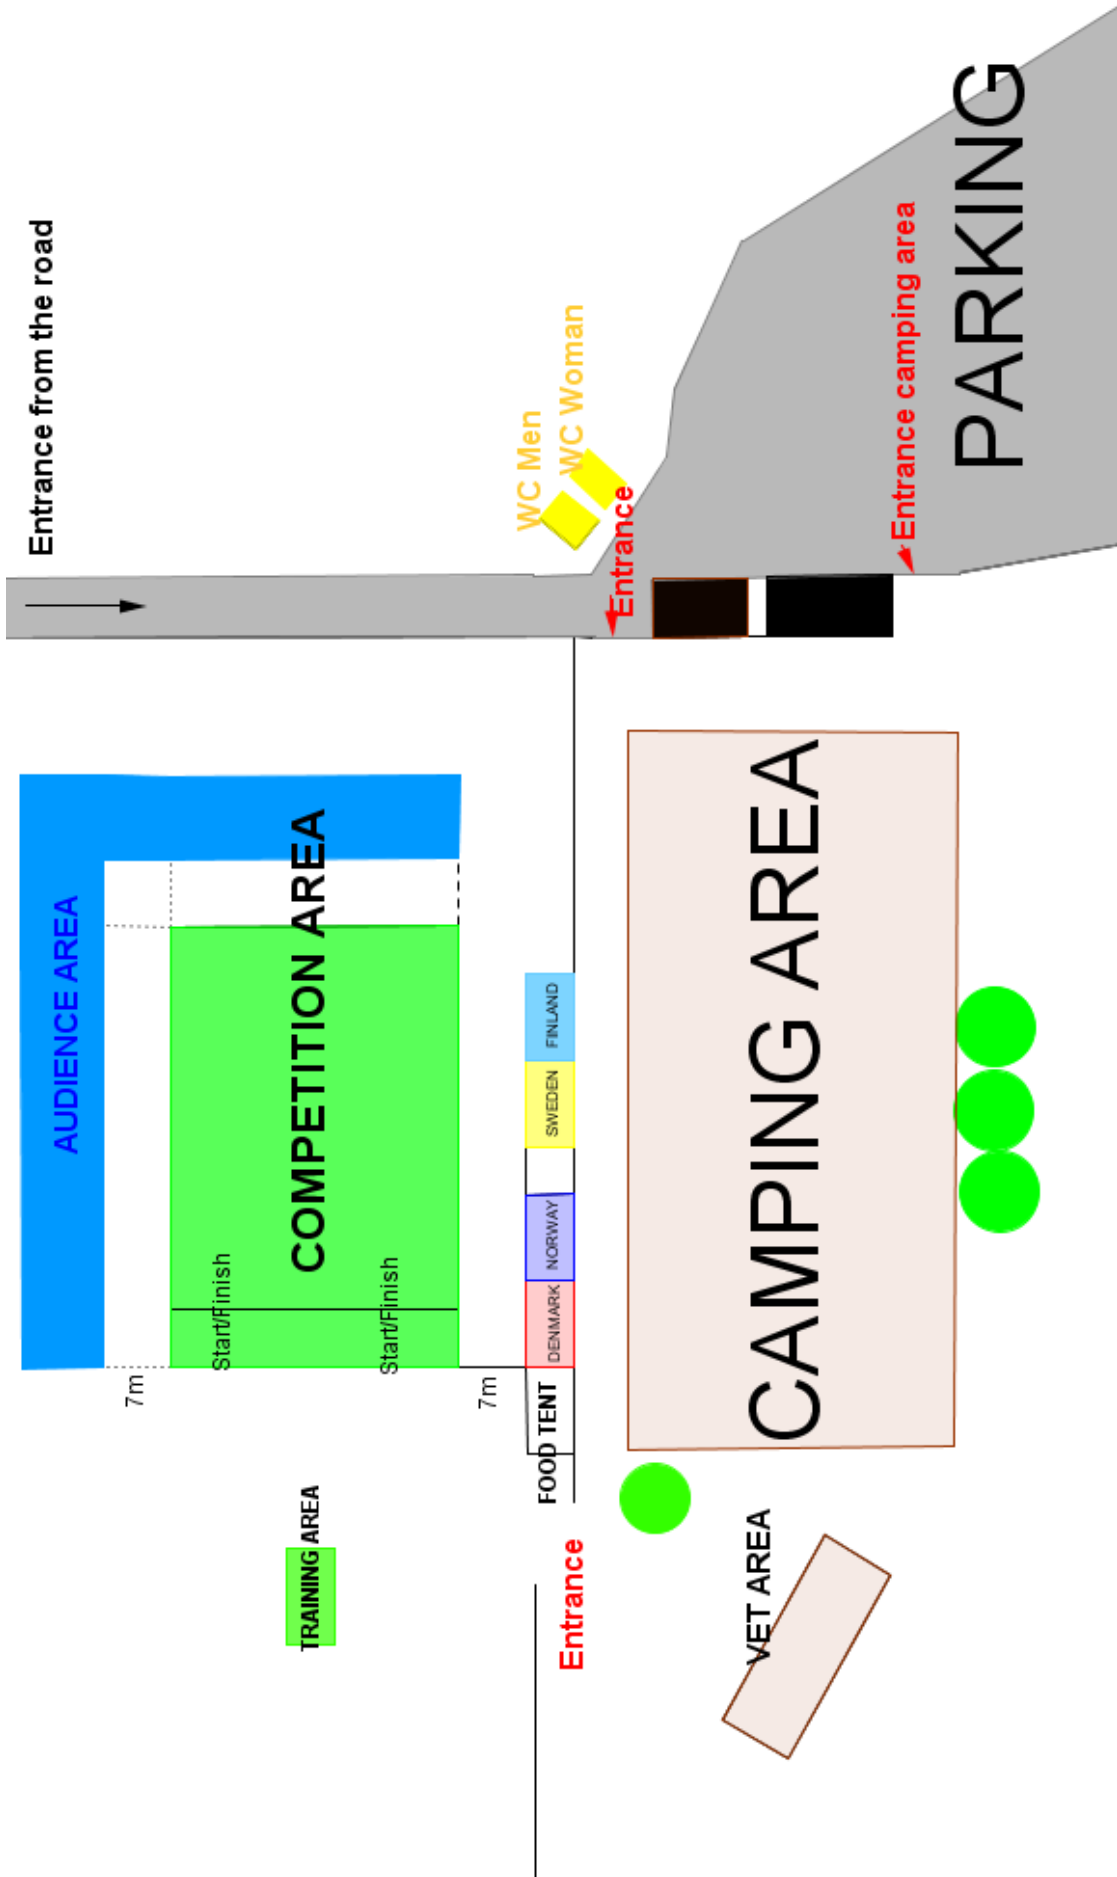 Entrance from the road
PARKING
Entrance camping area
WC Men
WC Woman
Entrance
AUDIENCE AREA
COMPETITION AREA
Start/Finish
Start/Finish
7m
7m
FINLAND
SWEDEN
NORWAY
DENMARK
FOOD TENT
CAMPING AREA
TRAINING AREA
Entrance
VET AREA